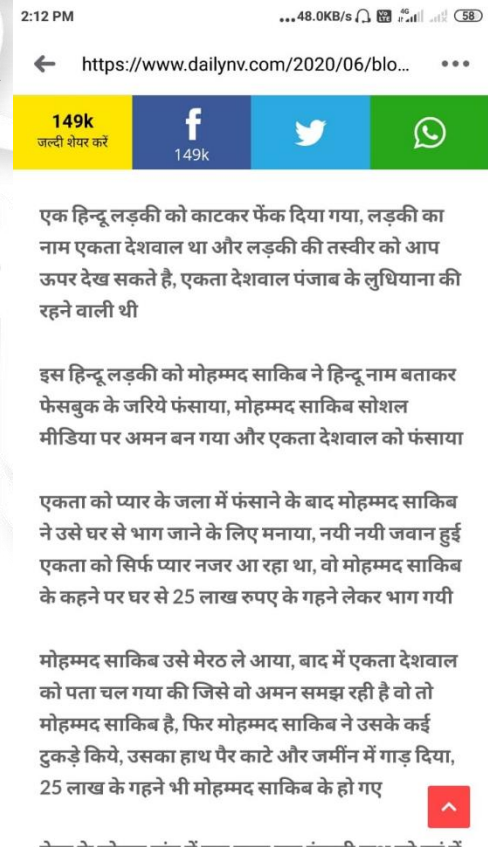 2:12 PM
...48.0KB/s Vo LTE 4G 58
https://www.dailynv.com/2020/06/blo...
149k
जल्दी शेयर करें
149k
एक हिन्दू लड़की को काटकर फेंक दिया गया, लड़की का
नाम एकता देशवाल था और लड़की की तस्वीर को आप
ऊपर देख सकते है, एकता देशवाल पंजाब के लुधियाना की
रहने वाली थी
इस हिन्दू लड़की को मोहम्मद साकिब ने हिन्दू नाम बताकर
फेसबुक के जरिये फंसाया, मोहम्मद साकिब सोशल
मीडिया पर अमन बन गया और एकता देशवाल को फंसाया
एकता को प्यार के जला में फंसाने के बाद मोहम्मद साकिब
ने उसे घर से भाग जाने के लिए मनाया, नयी नयी जवान हुई
एकता को सिर्फ प्यार नजर आ रहा था, वो मोहम्मद साकिब
के कहने पर घर से 25 लाख रुपए के गहने लेकर भाग गयी
मोहम्मद साकिब उसे मेरठ ले आया, बाद में एकता देशवाल
को पता चल गया की जिसे वो अमन समझ रही है वो तो
मोहम्मद साकिब है, फिर मोहम्मद साकिब ने उसके कई
टुकड़े किये, उसका हाथ पैर काटे और जमींन में गाड़ दिया,
25 लाख के गहने भी मोहम्मद साकिब के हो गए